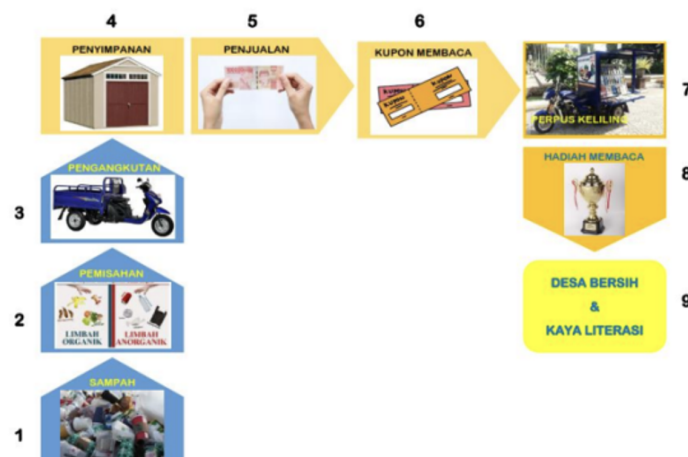 4
5
6
PENYIMPANAN
PENJUALAN
KUPON MEMBACA
7
PERPUS KELILING
PENGANGKUTAN
HADIAH MEMBACA
8
3
PEMISAHAN
DESA BERSIH
&
KAYA LITERASI
9
2
LIMBAH
ORGANIK
LIMBAH
ANORGANIK
SAMPAH
1